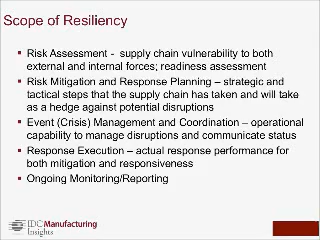 Scope of Resiliency
Risk Assessment - supply chain vulnerability to both
external and internal forces; readiness assessment
Risk Mitigation and Response Planning – strategic and
tactical steps that the supply chain has taken and will take
as a hedge against potential disruptions
Event (Crisis) Management and Coordination – operational
capability to manage disruptions and communicate status
Response Execution – actual response performance for
both mitigation and responsiveness
Ongoing Monitoring/Reporting
IDC Manufacturing
Insights